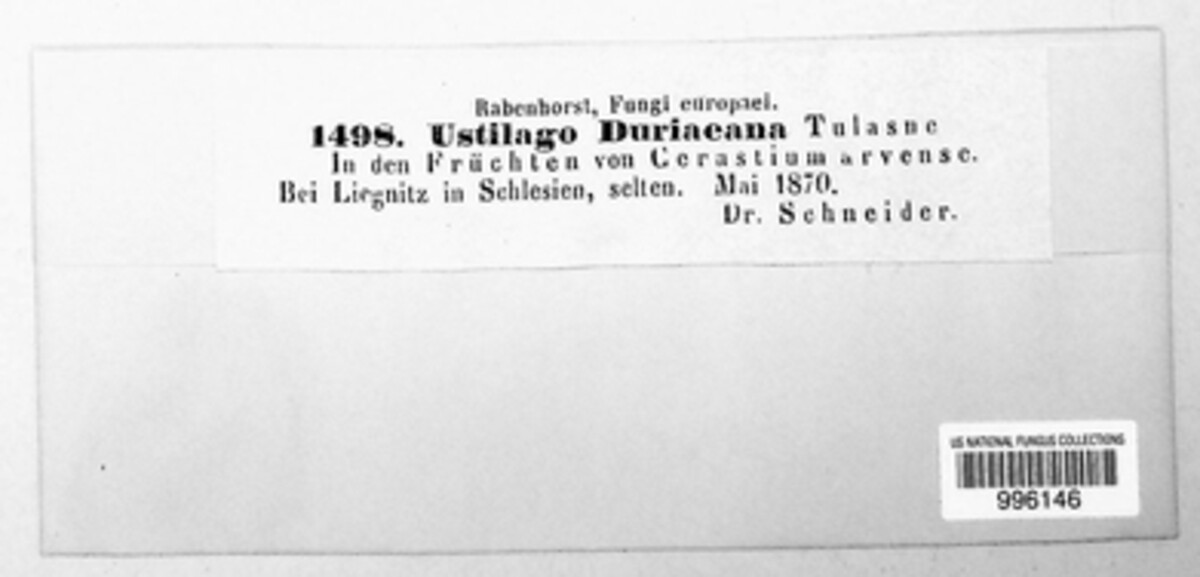 Rabenhorst, Fungi europaei.
1498. Ustilago Duriaeana Tulasne
In den Früchten von Cerastium arvense.
Bei Liegnitz in Schlesien, selten. Mai 1870.
Dr. Schneider.
US NATIONAL FUNGUS COLLECTIONS
996146